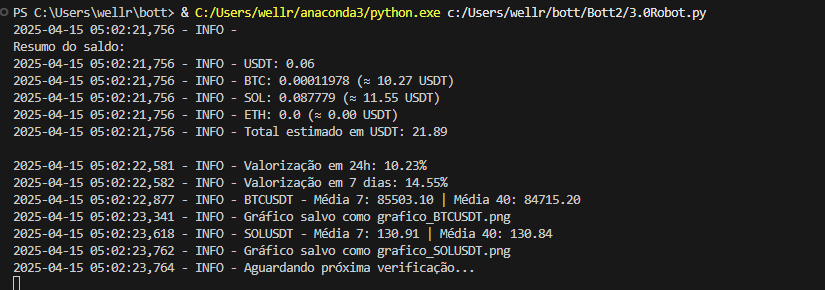 PS C:\Users\wellr\bott> & C:/Users/wellr/anaconda3/python.exe c:/Users/wellr/bott/Bott2/3.0Robot.py
2025-04-15 05:02:21,756 - INFO -
Resumo do saldo:
2025-04-15 05:02:21,756 - INFO - USDT: 0.06
2025-04-15 05:02:21,756 - INFO - BTC: 0.00011978 (≈ 10.27 USDT)
2025-04-15 05:02:21,756 - INFO - SOL: 0.087779 (≈ 11.55 USDT)
2025-04-15 05:02:21,756 - INFO - ETH: 0.0 (≈ 0.00 USDT)
2025-04-15 05:02:21,756 - INFO - Total estimado em USDT: 21.89
2025-04-15 05:02:22,581 - INFO - Valorização em 24h: 10.23%
2025-04-15 05:02:22,582 - INFO - Valorização em 7 dias: 14.55%
2025-04-15 05:02:22,877 - INFO - BTCUSDT - Média 7: 85503.10 | Média 40: 84715.20
2025-04-15 05:02:23,341 - INFO - Gráfico salvo como grafico_BTCUSDT.png
2025-04-15 05:02:23,618 - INFO - SOLUSDT - Média 7: 130.91 | Média 40: 130.84
2025-04-15 05:02:23,762 - INFO - Gráfico salvo como grafico_SOLUSDT.png
2025-04-15 05:02:23,764 - INFO - Aguardando próxima verificação...